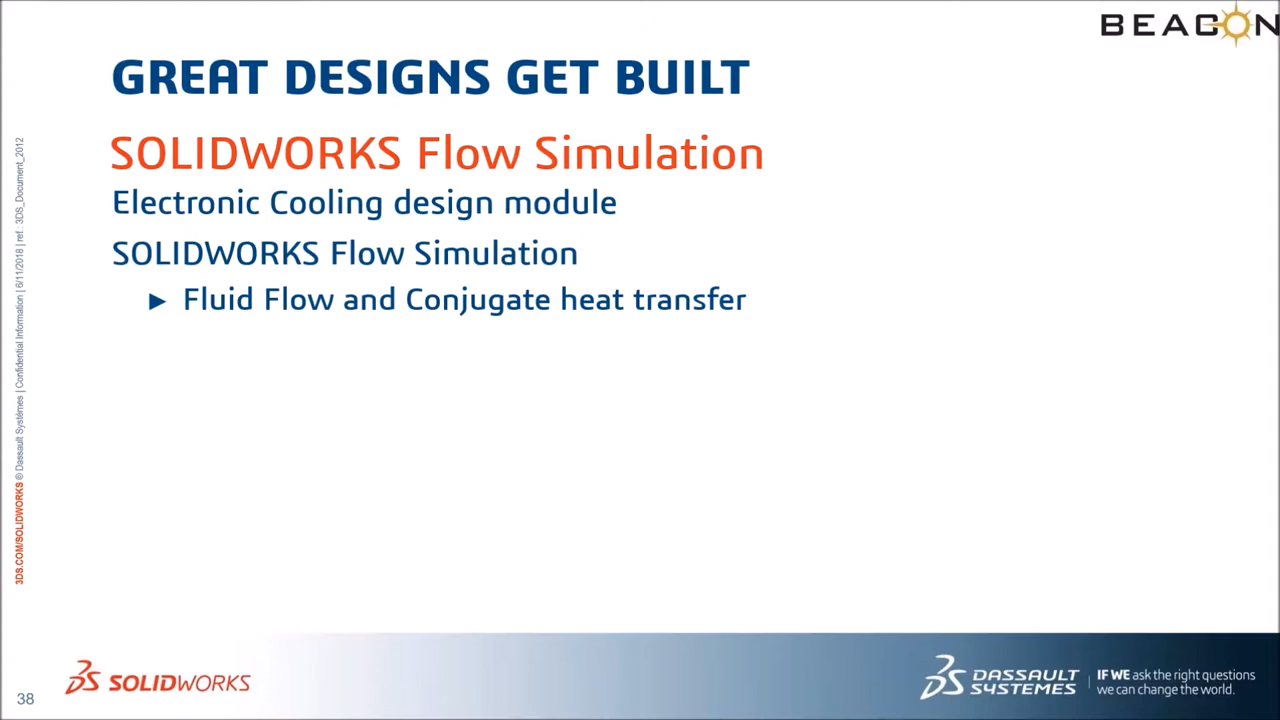 BEACON
GREAT DESIGNS GET BUILT
SOLIDWORKS Flow Simulation
Electronic Cooling design module
SOLIDWORKS Flow Simulation
► Fluid Flow and Conjugate heat transfer
3DS.COM/SOLIDWORKS © Dassault Systèmes | Confidential Information | 6/11/2018 | ref.: 3DS_Document_2012
38
SOLIDWORKS
DASSAULT
SYSTEMES
IF WE ask the right questions
we can change the world.